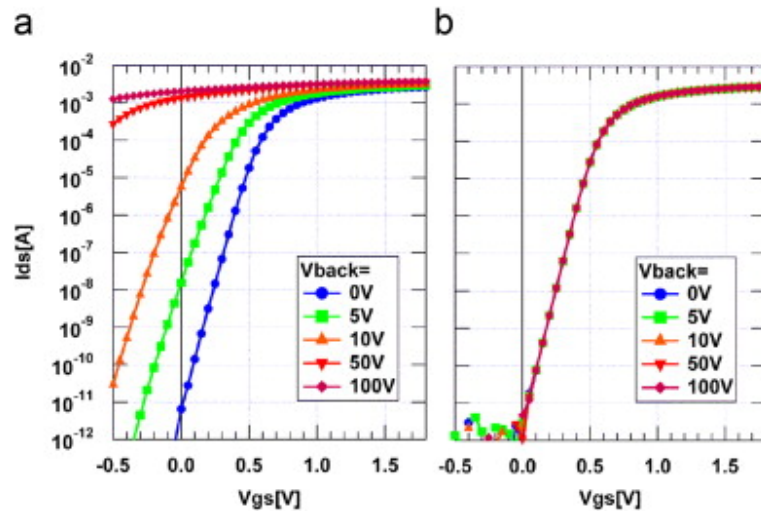 a
b
10-2
10-3
10-4
10-5
10-6
10-7
10-8
10-9
10-10
10-11
10-12
Ids[A]
-0.5 0.0 0.5 1.0 1.5
Vgs[V]
Vback=
0V
5V
10V
50V
100V
-0.5 0.0 0.5 1.0 1.5
Vgs[V]
Vback=
0V
5V
10V
50V
100V